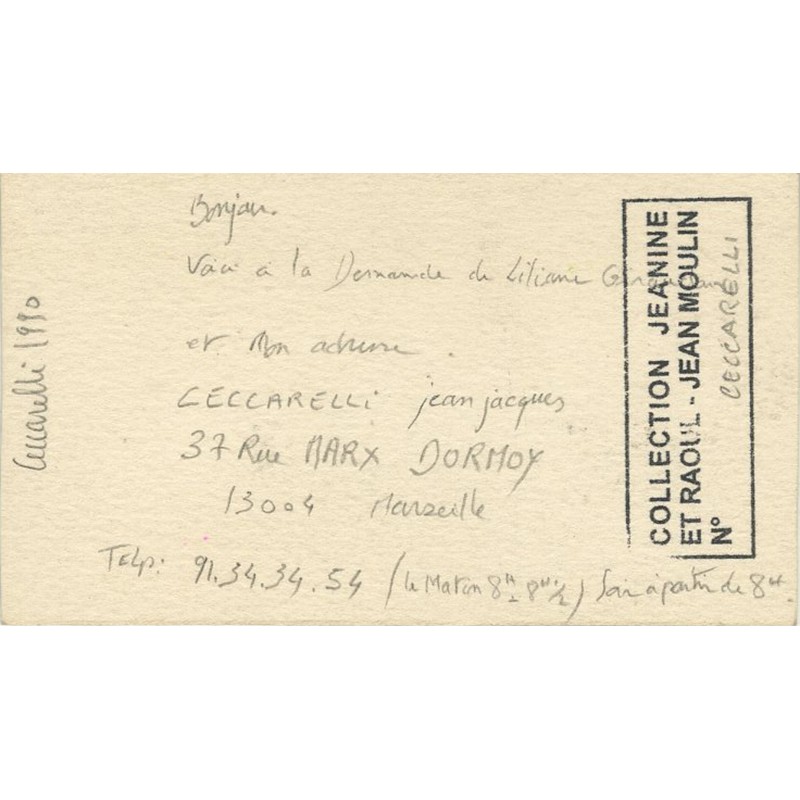 Bonjour.
Voici à la Demande de Liliane
et Mon adresse.
CECCARELLI jean jacques
37 Rue MARX DORMOY
13004 Marseille
TELP: 91.34.34.54 (le Matin 8H - 8H 1/2) Soir à partir de 8H.
Ceccarelli 1990
COLLECTION JEANINE
ET RAOUL - JEAN MOULIN
N°
CECCARELLI